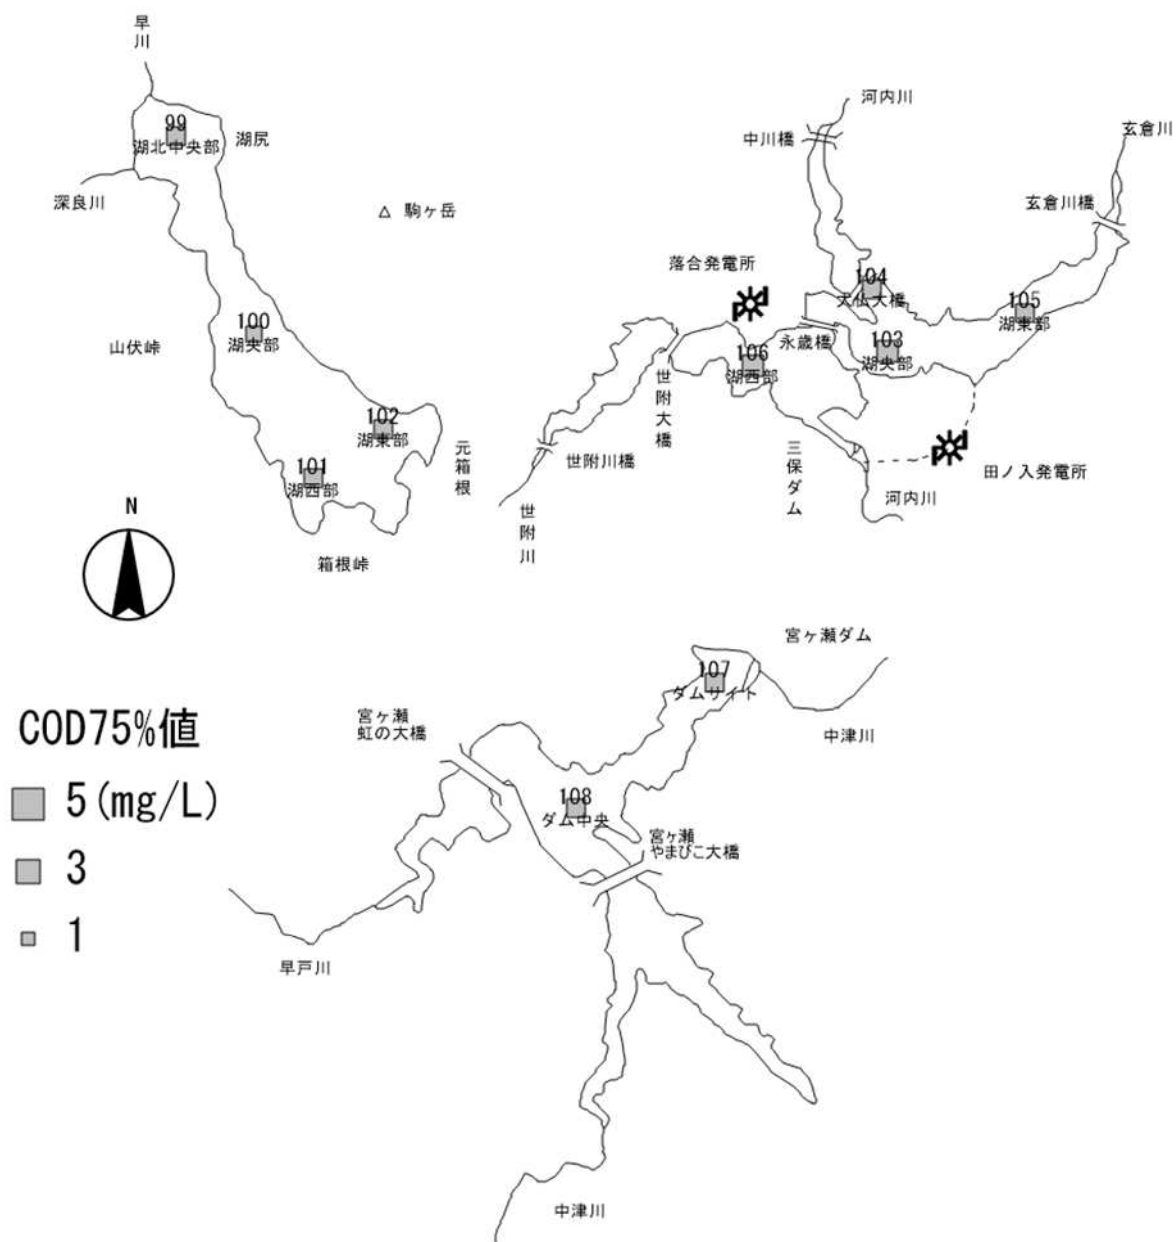 早川
99
湖北中央部
湖尻
深良川
駒ヶ岳
100
湖央部
山伏峠
102
湖東部
101
湖西部
元箱根
箱根峠
N
河内川
中川橋
玄倉川
玄倉川橋
落合発電所
104
大仏大橋
105
湖東部
永歳橋
103
湖央部
106
湖西部
世附大橋
世附川橋
世附川
三保ダム
田ノ入発電所
河内川
宮ヶ瀬ダム
107
ダムサイト
中津川
宮ヶ瀬
虹の大橋
108
ダム中央
宮ヶ瀬
やまびこ大橋
早戸川
中津川
COD75%値
5(mg/L)
3
1